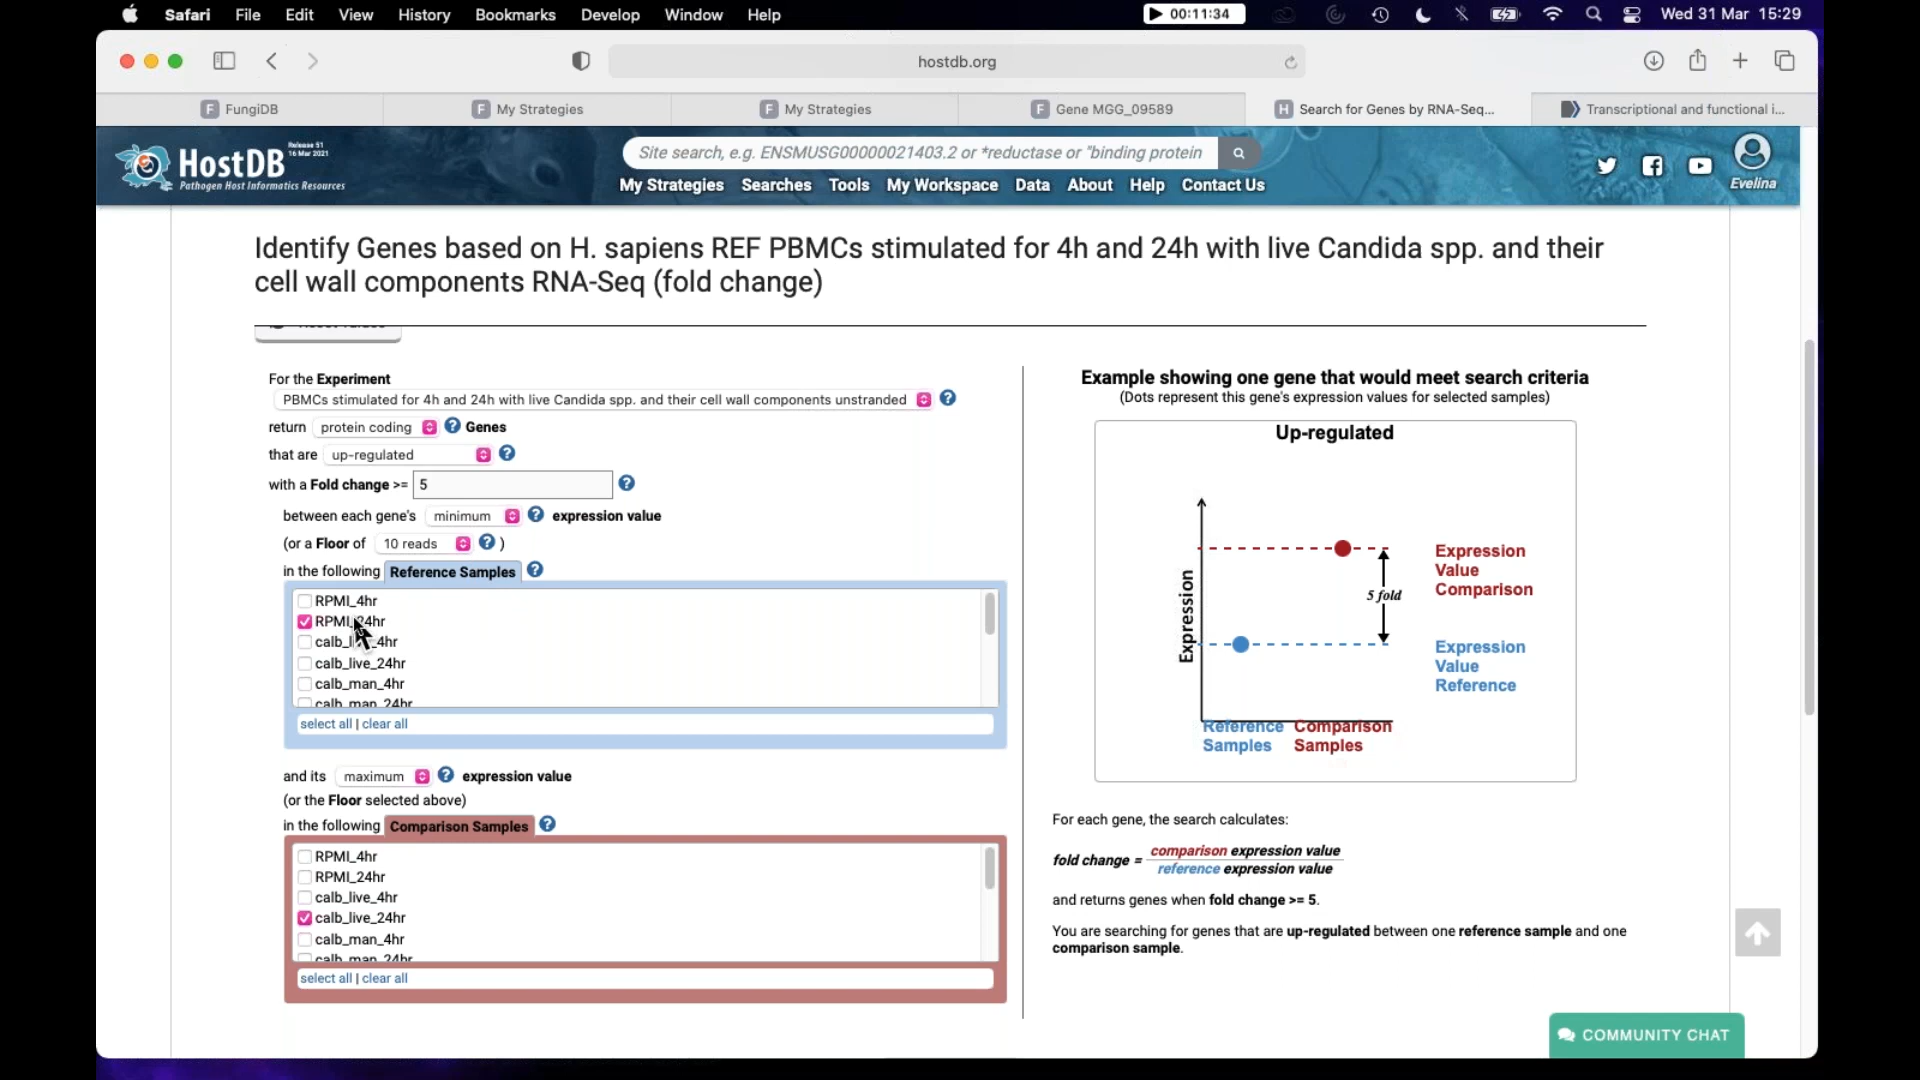 Safari File Edit View History Bookmarks Develop Window Help 00:11:34 Wed 31 Mar 15:29
hostdb.org
F FungiDB F My Strategies F My Strategies F Gene MGG_09589 H Search for Genes by RNA-Seq... Transcriptional and functional i...
HostDB Release 51
16 Mar 2021
Pathogen Host Informatics Resources
Site search, e.g. ENSMUSG00000021403.2 or *reductase or "binding protein
My Strategies Searches Tools My Workspace Data About Help Contact Us
Evelina
Identify Genes based on H. sapiens REF PBMCs stimulated for 4h and 24h with live Candida spp. and their
cell wall components RNA-Seq (fold change)
For the Experiment
PBMCs stimulated for 4h and 24h with live Candida spp. and their cell wall components unstranded
return protein coding Genes
that are up-regulated
with a Fold change >= 5
between each gene's minimum expression value
(or a Floor of 10 reads )
in the following Reference Samples
RPMI_4hr
RPMI_24hr
calb_live_4hr
calb_live_24hr
calb_man_4hr
calb_man_24hr
select all | clear all
and its maximum expression value
(or the Floor selected above)
in the following Comparison Samples
RPMI_4hr
RPMI_24hr
calb_live_4hr
calb_live_24hr
calb_man_4hr
calb_man_24hr
select all | clear all
Example showing one gene that would meet search criteria
(Dots represent this gene's expression values for selected samples)
Up-regulated
Expression
5 fold
Expression
Value
Comparison
Expression
Value
Reference
Reference
Samples
Comparison
Samples
For each gene, the search calculates:
fold change = comparison expression value
reference expression value
and returns genes when fold change >= 5.
You are searching for genes that are up-regulated between one reference sample and one
comparison sample.
COMMUNITY CHAT